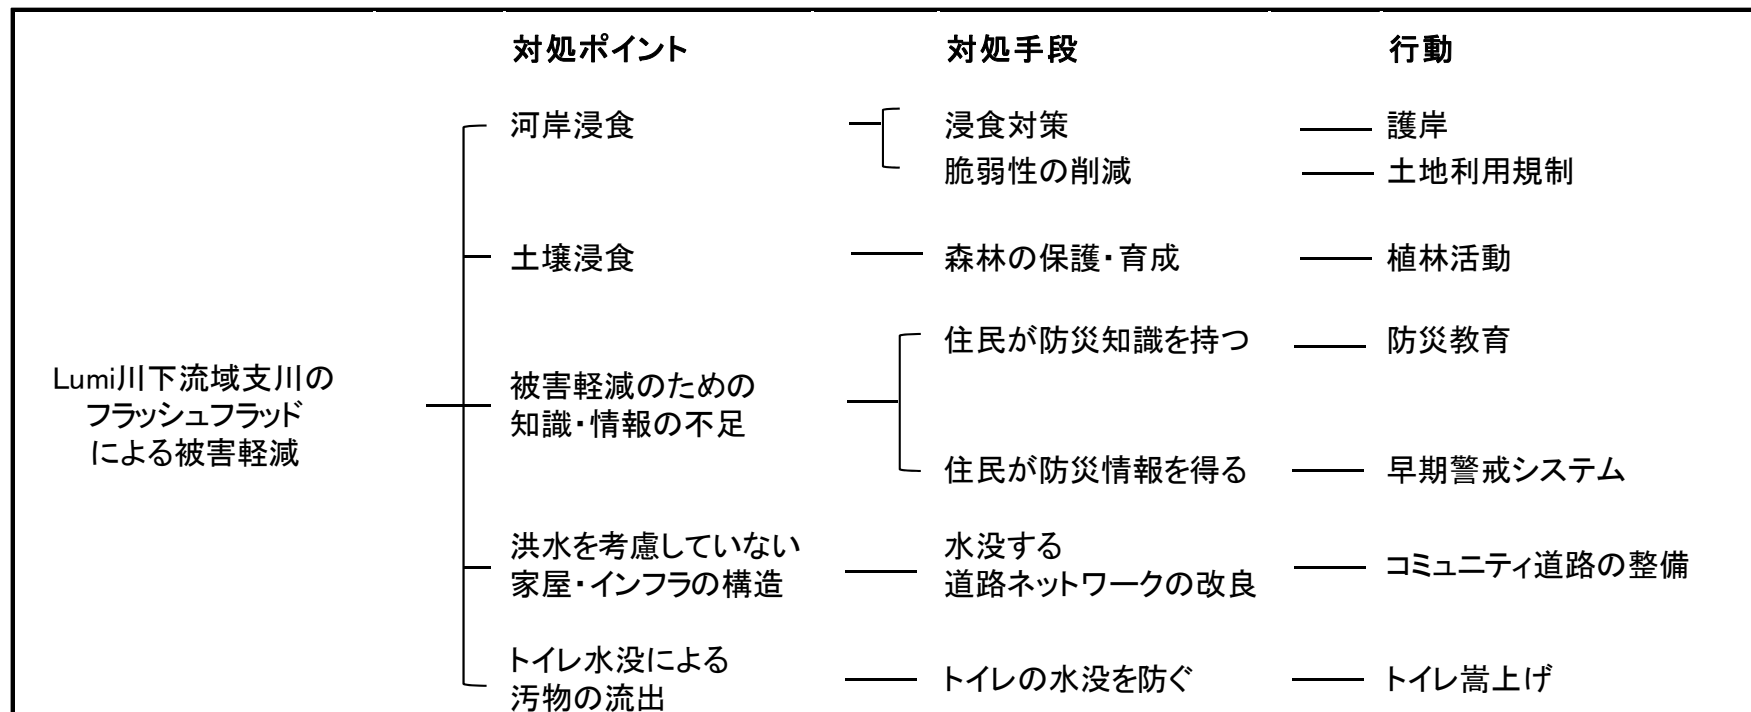 対処ポイント 対処手段 行動
河岸浸食 浸食対策 護岸
脆弱性の削減 土地利用規制
土壌浸食 森林の保護・育成 植林活動
Lumi川下流域支川の
フラッシュフラッド
による被害軽減
被害軽減のための
知識・情報の不足
住民が防災知識を持つ 防災教育
住民が防災情報を得る 早期警戒システム
洪水を考慮していない
家屋・インフラの構造
水没する
道路ネットワークの改良
コミュニティ道路の整備
トイレ水没による
汚物の流出
トイレの水没を防ぐ トイレ嵩上げ